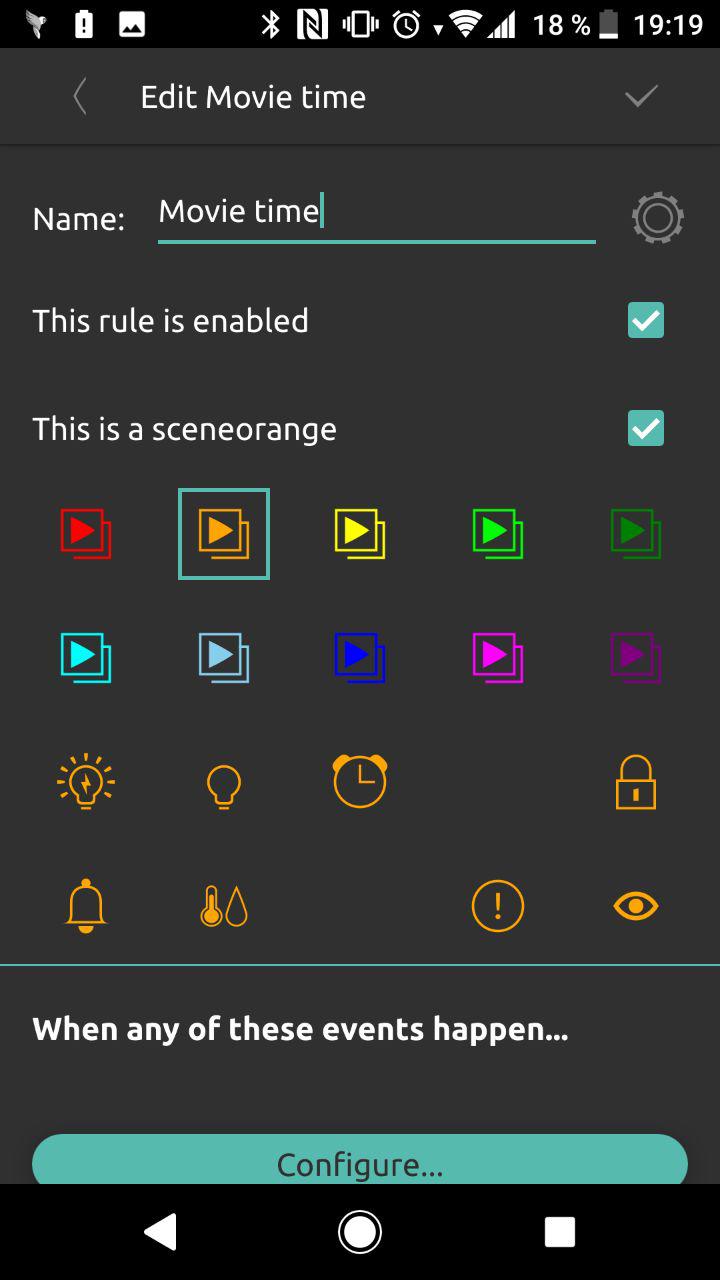 18 % 19:19
Edit Movie time
Name: Movie time
This rule is enabled
This is a sceneorange
When any of these events happen...
Configure...